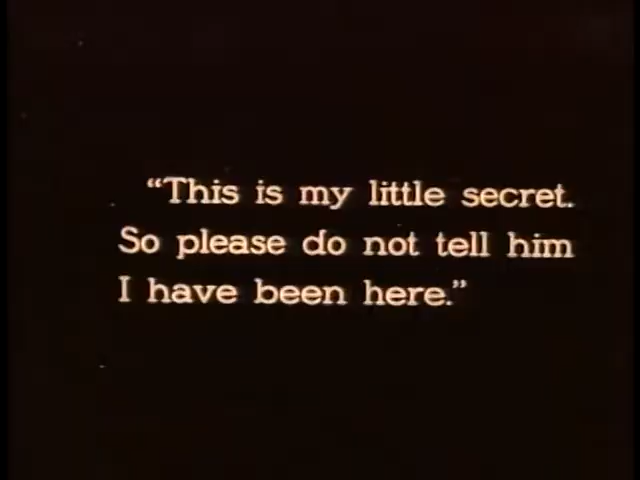 “This is my little secret.
So please do not tell him
I have been here.”